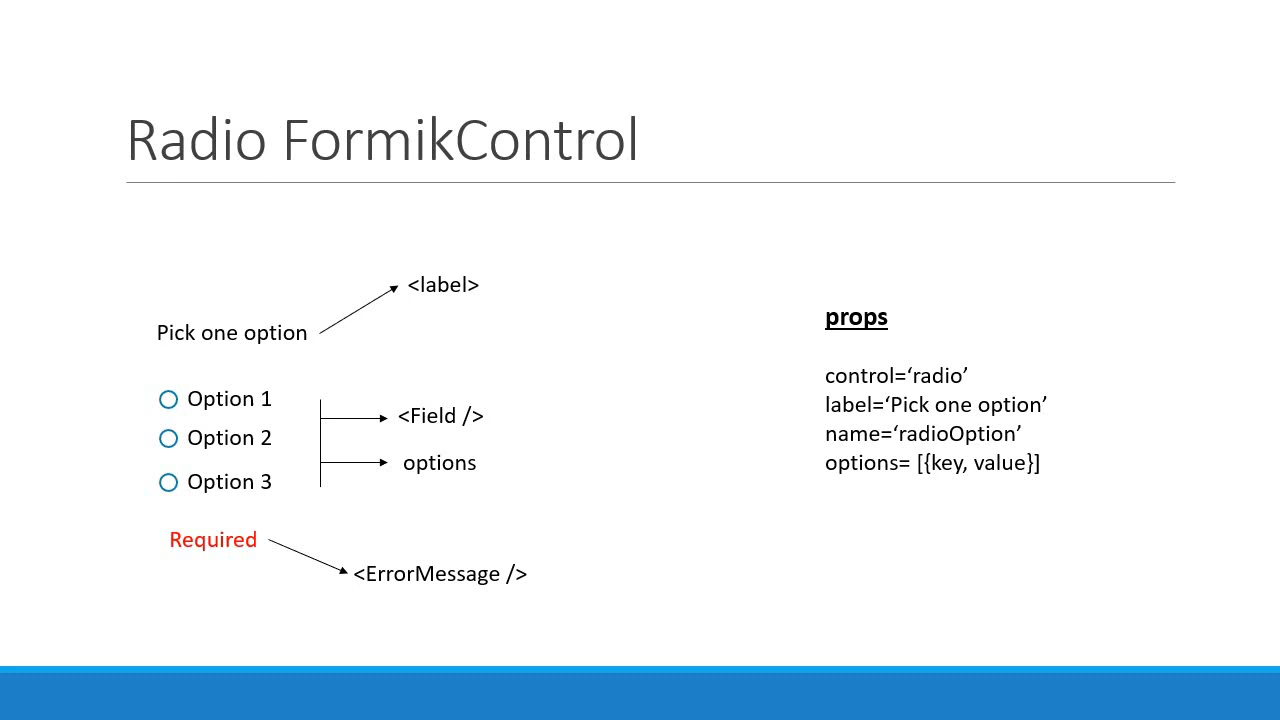 Radio FormikControl
<label>
Pick one option
Option 1
Option 2
Option 3
<Field />
options
Required
<ErrorMessage />
props
control=‘radio’
label=‘Pick one option’
name=‘radioOption’
options= [{key, value}]